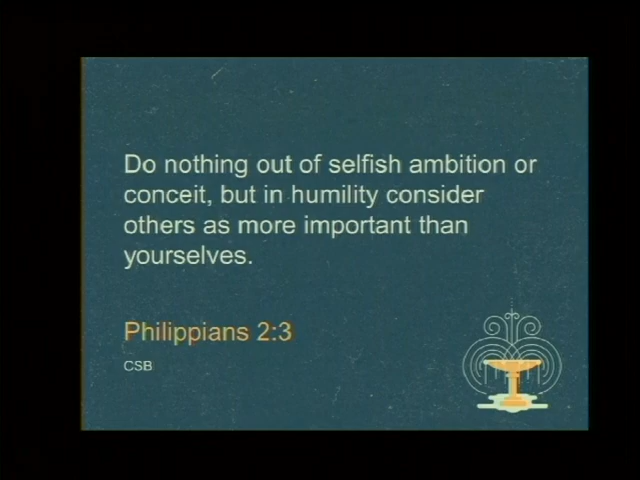 Do nothing out of selfish ambition or
conceit, but in humility consider
others as more important than
yourselves.
Philippians 2:3
CSB